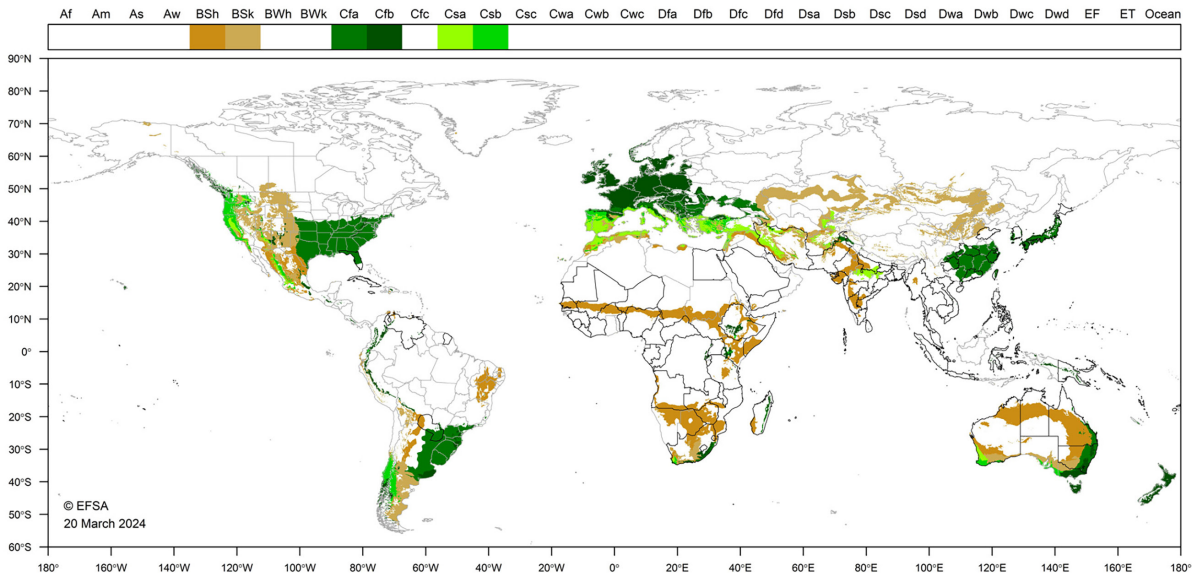 Af Am As Aw BSh BSk BWh BWk Cfa Cfb Cfc Csa Csb Csc Cwa Cwb Cwc Dfa Dfb Dfc Dfd Dsa Dsb Dsc Dsd Dwa Dwb Dwc Dwd EF ET Ocean
90°N
80°N
70°N
60°N
50°N
40°N
30°N
20°N
10°N
0°
10°S
20°S
30°S
40°S
50°S
60°S
© EFSA
20 March 2024
180° 160°W 140°W 120°W 100°W 80°W 60°W 40°W 20°W 0° 20°E 40°E 60°E 80°E 100°E 120°E 140°E 160°E 180°